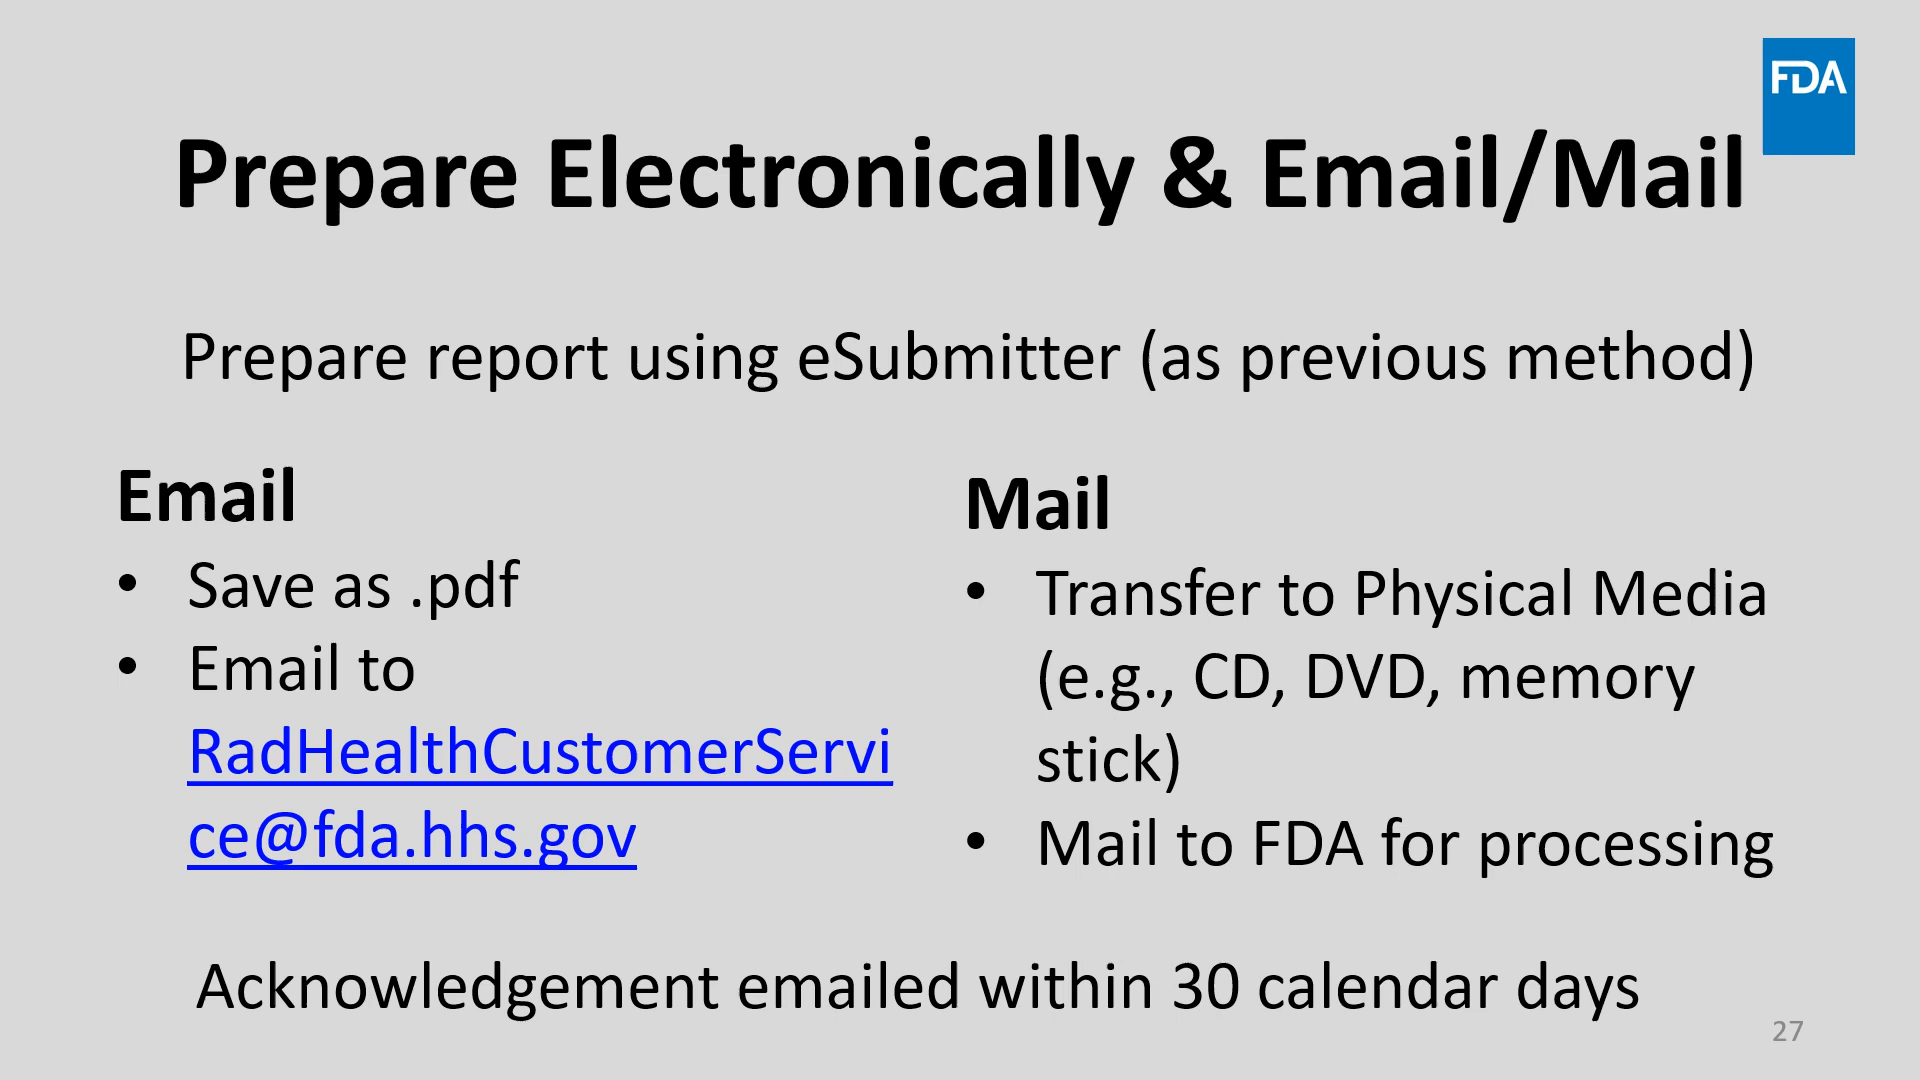 FDA
Prepare Electronically & Email/Mail
Prepare report using eSubmitter (as previous method)
Email
• Save as .pdf
• Email to
RadHealthCustomerServi
ce@fda.hhs.gov
Mail
• Transfer to Physical Media
(e.g., CD, DVD, memory
stick)
• Mail to FDA for processing
Acknowledgement emailed within 30 calendar days
27